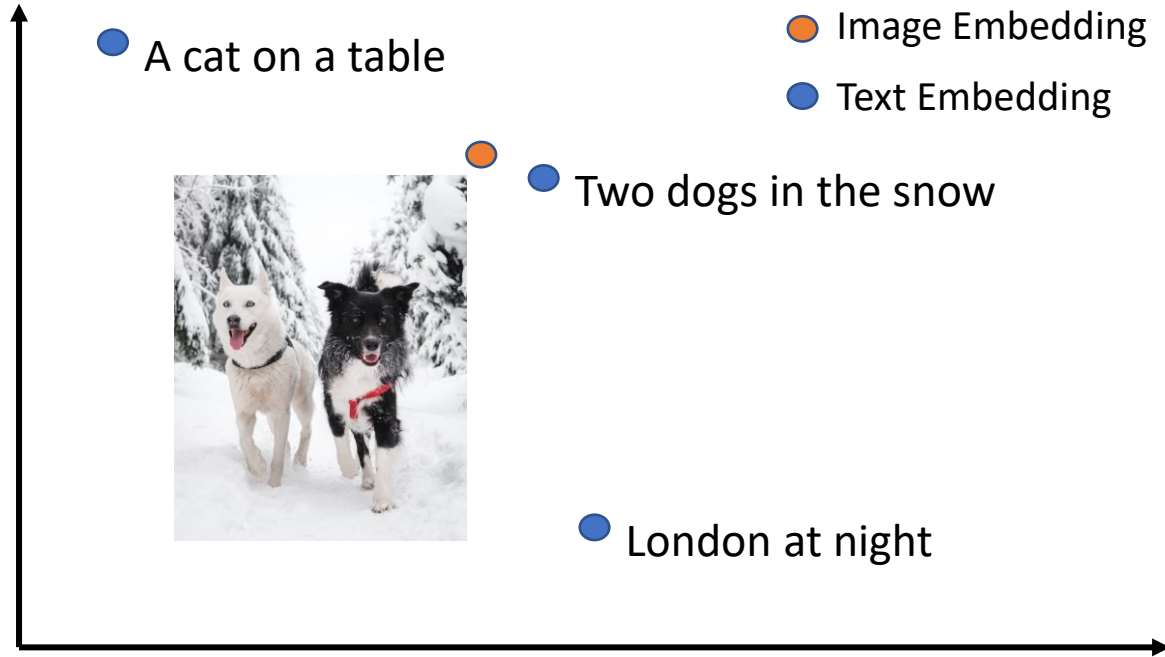 A cat on a table
Image Embedding
Text Embedding
Two dogs in the snow
London at night